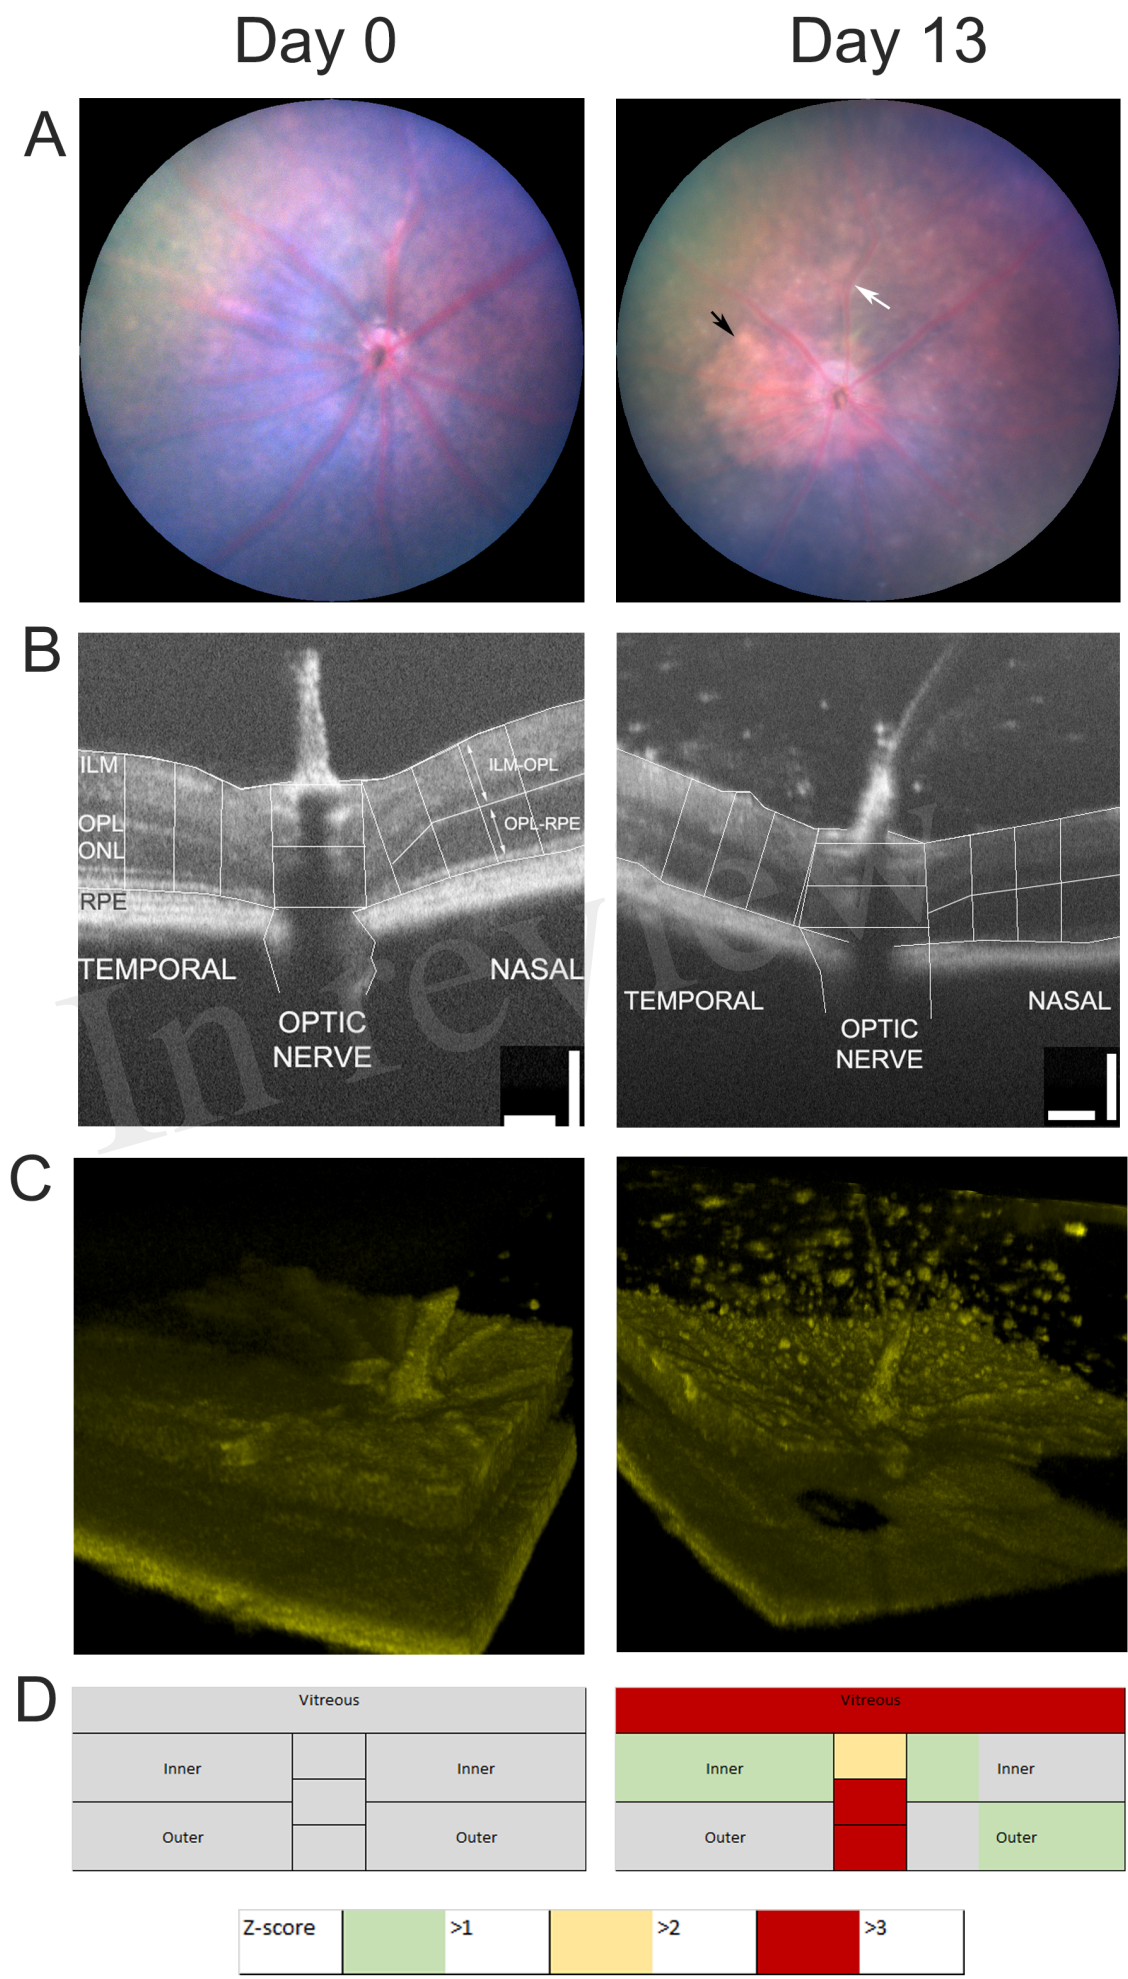 Day 0
Day 13
A
B
ILM
ILM-OPL
OPL
OPL-RPE
ONL
RPE
TEMPORAL
NASAL
OPTIC
NERVE
TEMPORAL
NASAL
OPTIC
NERVE
In review
C
D
Vitreous
Inner
Inner
Outer
Outer
Vitreous
Inner
Inner
Outer
Outer
Z-score
>1
>2
>3